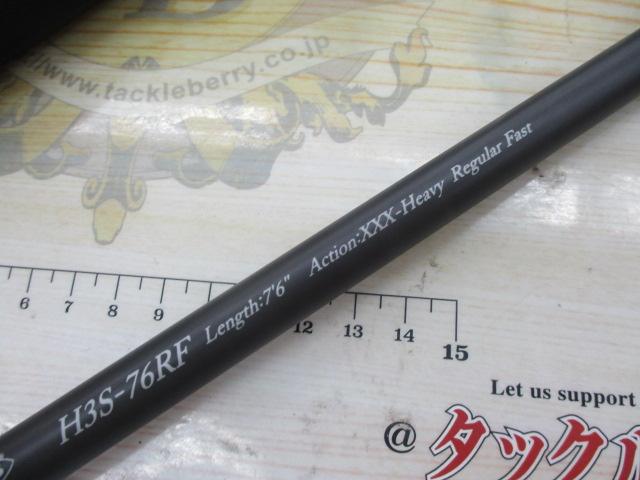 //www.tackleberry.co.jp
H3S-76RF Length:7'6" Action:XXX-Heavy Regular Fast
6 7 8 9 12 13 14 15
Let us support
@タックル